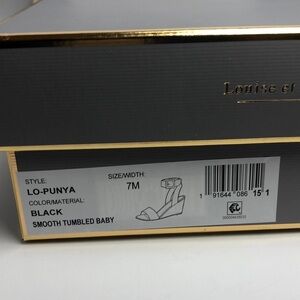 Louise et
STYLE:
SIZE/WIDTH:
LO-PUNYA
7M
COLOR/MATERIAL:
BLACK
SMOOTH TUMBLED BABY
1 91644 086 15 1